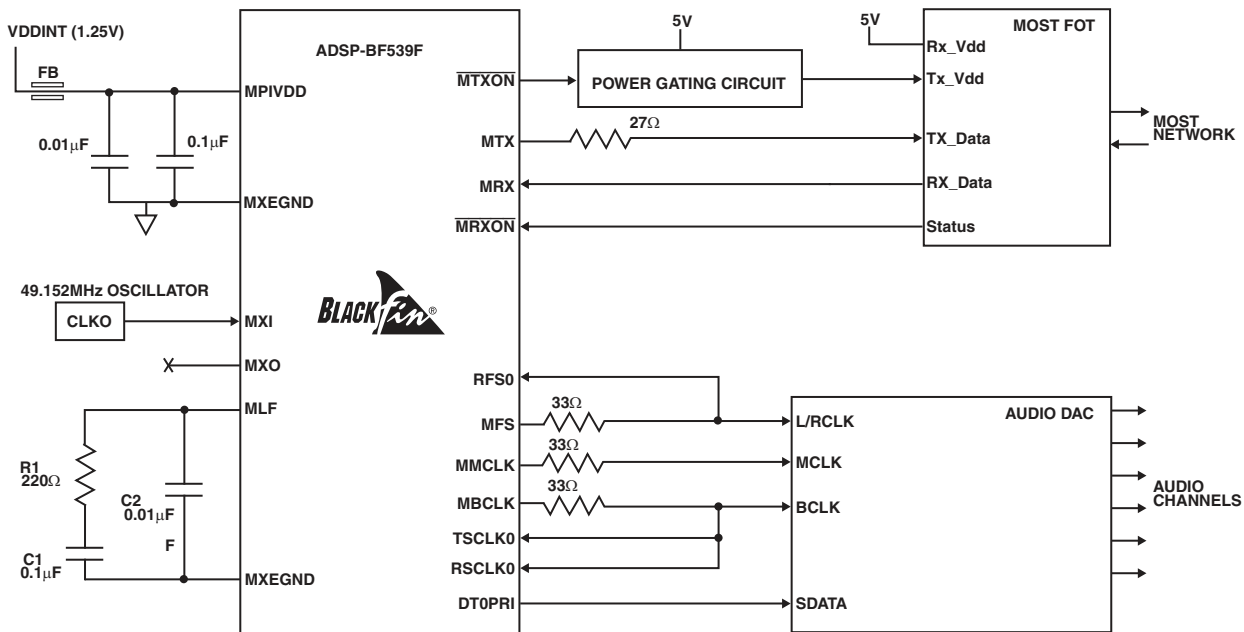 VDDINT (1.25V)
FB
0.01μF
0.1μF
MPIVDD
MXEGND
49.152MHz OSCILLATOR
CLKO
MXI
MXO
MLF
R1
220Ω
C2
0.01μF
F
C1
0.1μF
MXEGND
ADSP-BF539F
BLACKfin®
MTXON
MTX
MRX
MRXON
RFS0
MFS
MMCLK
MBCLK
TSCLK0
RSCLK0
DT0PRI
5V
POWER GATING CIRCUIT
27Ω
33Ω
33Ω
33Ω
5V
MOST FOT
Rx_Vdd
Tx_Vdd
TX_Data
RX_Data
Status
MOST
NETWORK
AUDIO DAC
L/RCLK
MCLK
BCLK
SDATA
AUDIO
CHANNELS